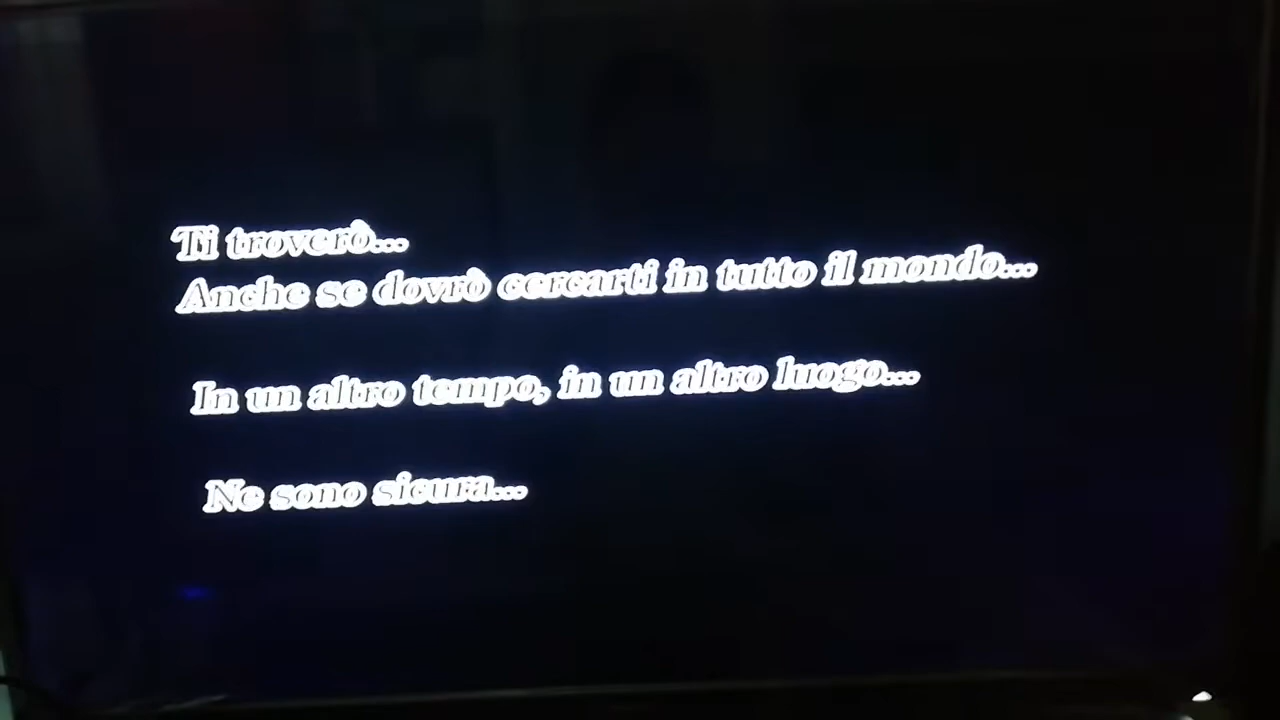 Ti troverò...
Anche se dovrò cercarti in tutto il mondo...
In un altro tempo, in un altro luogo...
Ne sono sicura...